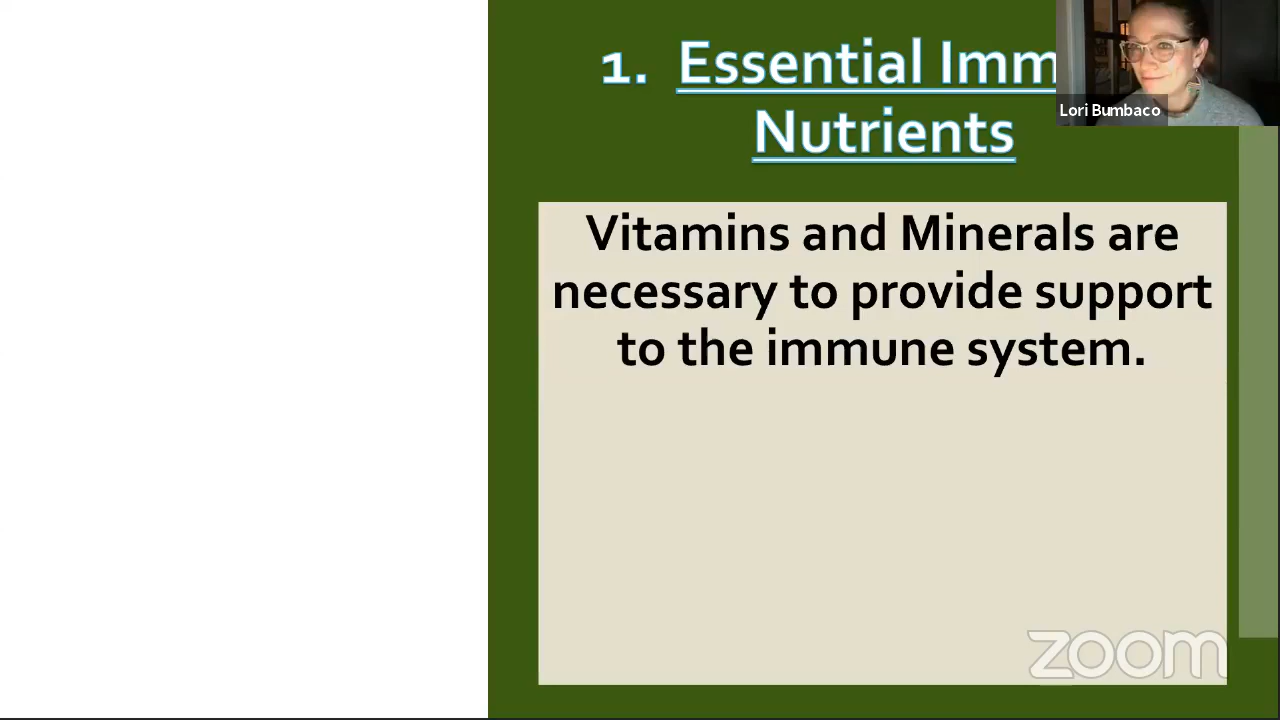 1. Essential Imm
Nutrients
Lori Bumbaco
Vitamins and Minerals are
necessary to provide support
to the immune system.
zoom